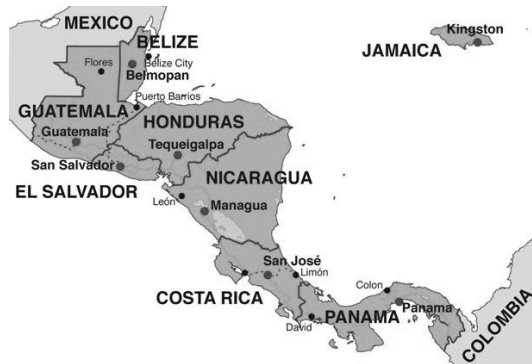 MEXICO
Kingston
JAMAICA
BELIZE
Flores
Belize City
Belmopan
Puerto Barrios
GUATEMALA
HONDURAS
Guatemala
Tequeigalpa
San Salvador
NICARAGUA
EL SALVADOR
León
Managua
San José
Limón
COSTA RICA
Colon
Panama
PANAMA
David
COLOMBIA